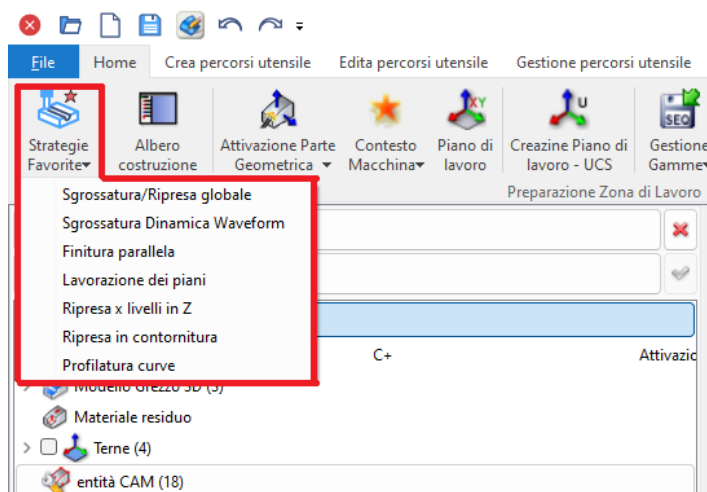 File Home Crea percorsi utensile Edita percorsi utensile Gestione percorsi utensile
Strategie Favorite
Albero costruzione
Attivazione Parte Geometrica
Contesto Macchina
Piano di lavoro
Creazine Piano di lavoro - UCS
Gestione Gamme
XY
U
SEQ
Preparazione Zona di Lavoro
Sgrossatura/Ripresa globale
Sgrossatura Dinamica Waveform
Finitura parallela
Lavorazione dei piani
Ripresa x livelli in Z
Ripresa in contornitura
Profilatura curve
C+ Attivazio
Modello Grezzo 3D (3)
Materiale residuo
Terne (4)
entità CAM (18)